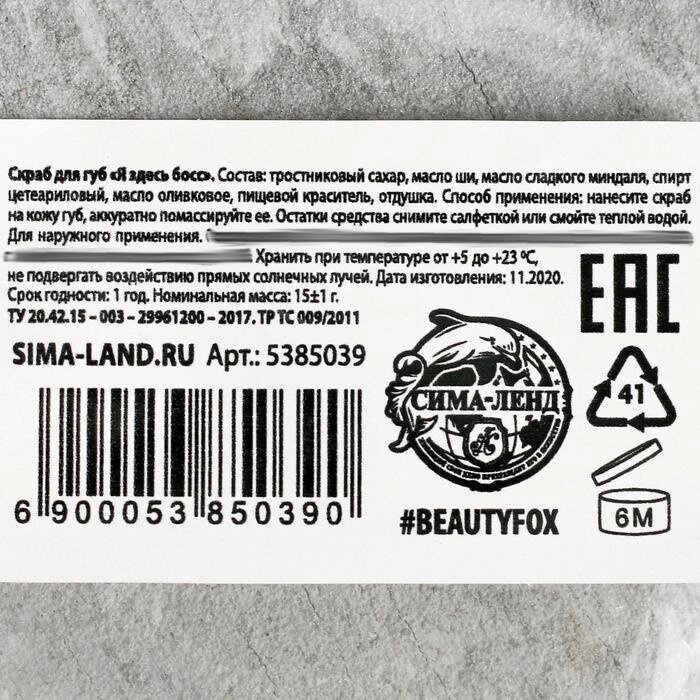 Скраб для губ «Я здесь босс». Состав: тростниковый сахар, масло ши, масло сладкого миндаля, спирт
цетеариловый, масло оливковое, пищевой краситель, отдушка. Способ применения: нанесите скраб
на кожу губ, аккуратно помассируйте ее. Остатки средства снимите салфеткой или смойте теплой водой.
Для наружного применения.
Хранить при температуре от +5 до +23 ºС,
не подвергать воздействию прямых солнечных лучей. Дата изготовления: 11.2020.
Срок годности: 1 год. Номинальная масса: 15±1 г.
ТУ 20.42.15 – 003 – 29961200 – 2017. ТР ТС 009/2011
EAC
SIMA-LAND.RU Арт.: 5385039
СИМА-ЛЕНД
41
6 900053 850390
#BEAUTYFOX
6M